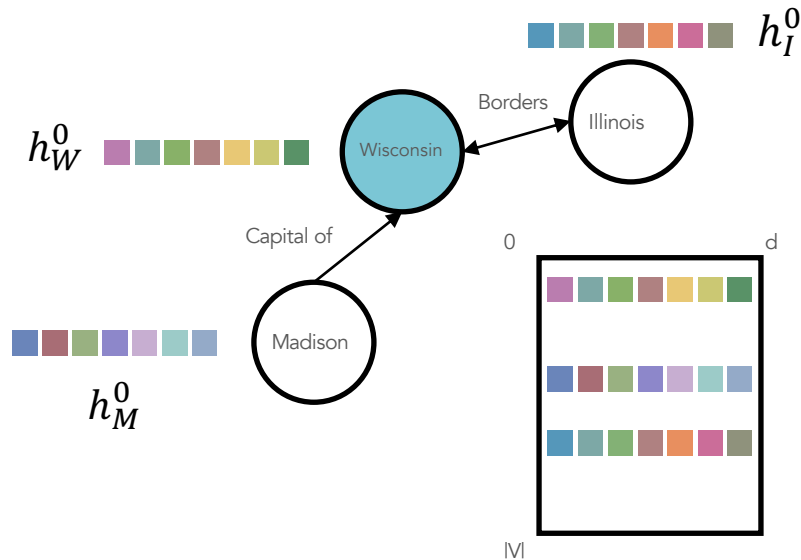 h_I^0
Borders
Illinois
h_W^0
Wisconsin
Capital of
0
d
Madison
h_M^0
|V|